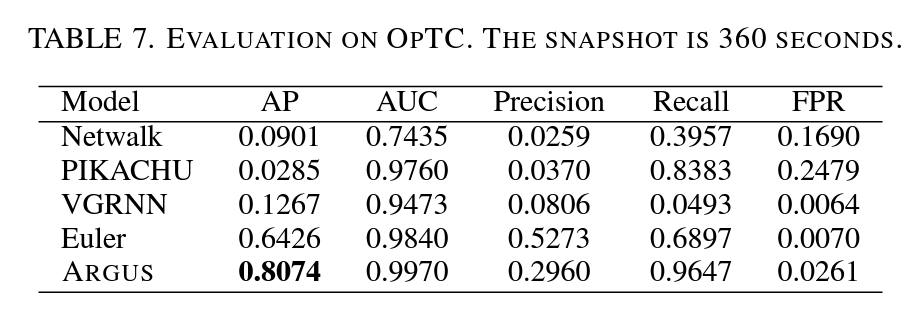 TABLE 7. EVALUATION ON OPTC. THE SNAPSHOT IS 360 SECONDS.
Model AP AUC Precision Recall FPR
Netwalk 0.0901 0.7435 0.0259 0.3957 0.1690
PIKACHU 0.0285 0.9760 0.0370 0.8383 0.2479
VGRNN 0.1267 0.9473 0.0806 0.0493 0.0064
Euler 0.6426 0.9840 0.5273 0.6897 0.0070
ARGUS 0.8074 0.9970 0.2960 0.9647 0.0261